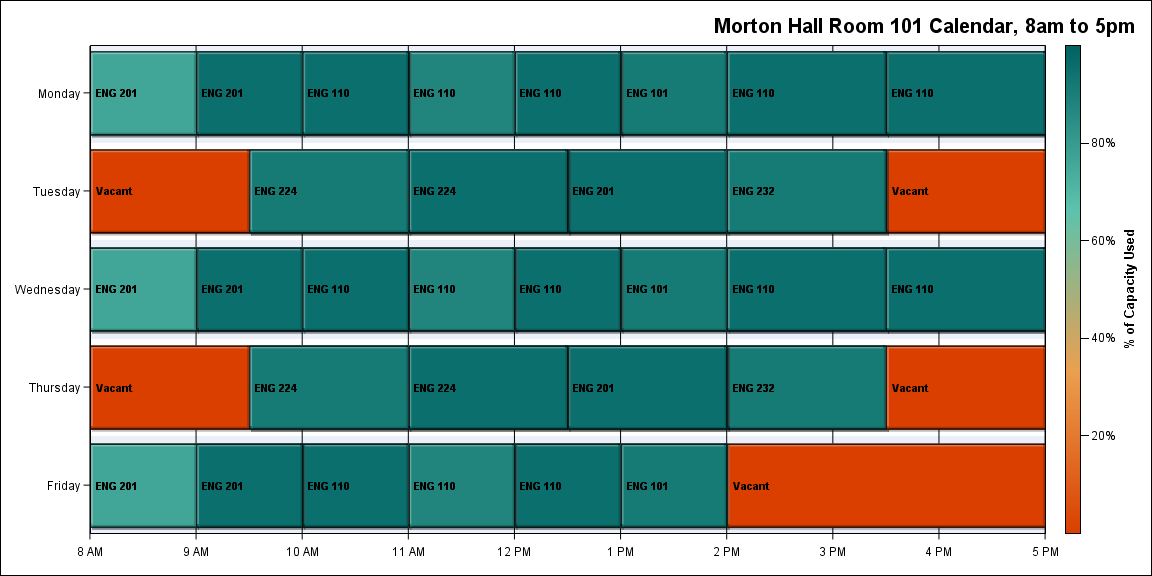 Morton Hall Room 101 Calendar, 8am to 5pm
Monday
ENG 201 ENG 201 ENG 110 ENG 110 ENG 110 ENG 101 ENG 110 ENG 110
Tuesday
Vacant ENG 224 ENG 224 ENG 201 ENG 232 Vacant
Wednesday
ENG 201 ENG 201 ENG 110 ENG 110 ENG 110 ENG 101 ENG 110 ENG 110
Thursday
Vacant ENG 224 ENG 224 ENG 201 ENG 232 Vacant
Friday
ENG 201 ENG 201 ENG 110 ENG 110 ENG 110 ENG 101 Vacant
8 AM 9 AM 10 AM 11 AM 12 PM 1 PM 2 PM 3 PM 4 PM 5 PM
80%
60%
40%
20%
% of Capacity Used